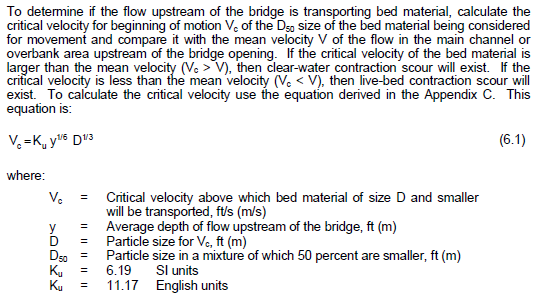 To determine if the flow upstream of the bridge is transporting bed material, calculate the
critical velocity for beginning of motion Vc of the D50 size of the bed material being considered
for movement and compare it with the mean velocity V of the flow in the main channel or
overbank area upstream of the bridge opening. If the critical velocity of the bed material is
larger than the mean velocity (Vc > V), then clear-water contraction scour will exist. If the
critical velocity is less than the mean velocity (Vc < V), then live-bed contraction scour will
exist. To calculate the critical velocity use the equation derived in the Appendix C. This
equation is:
Vc =Ku y1/6 D1/3 (6.1)
where:
Vc = Critical velocity above which bed material of size D and smaller
will be transported, ft/s (m/s)
y = Average depth of flow upstream of the bridge, ft (m)
D = Particle size for Vc, ft (m)
D50 = Particle size in a mixture of which 50 percent are smaller, ft (m)
Ku = 6.19 SI units
Ku = 11.17 English units